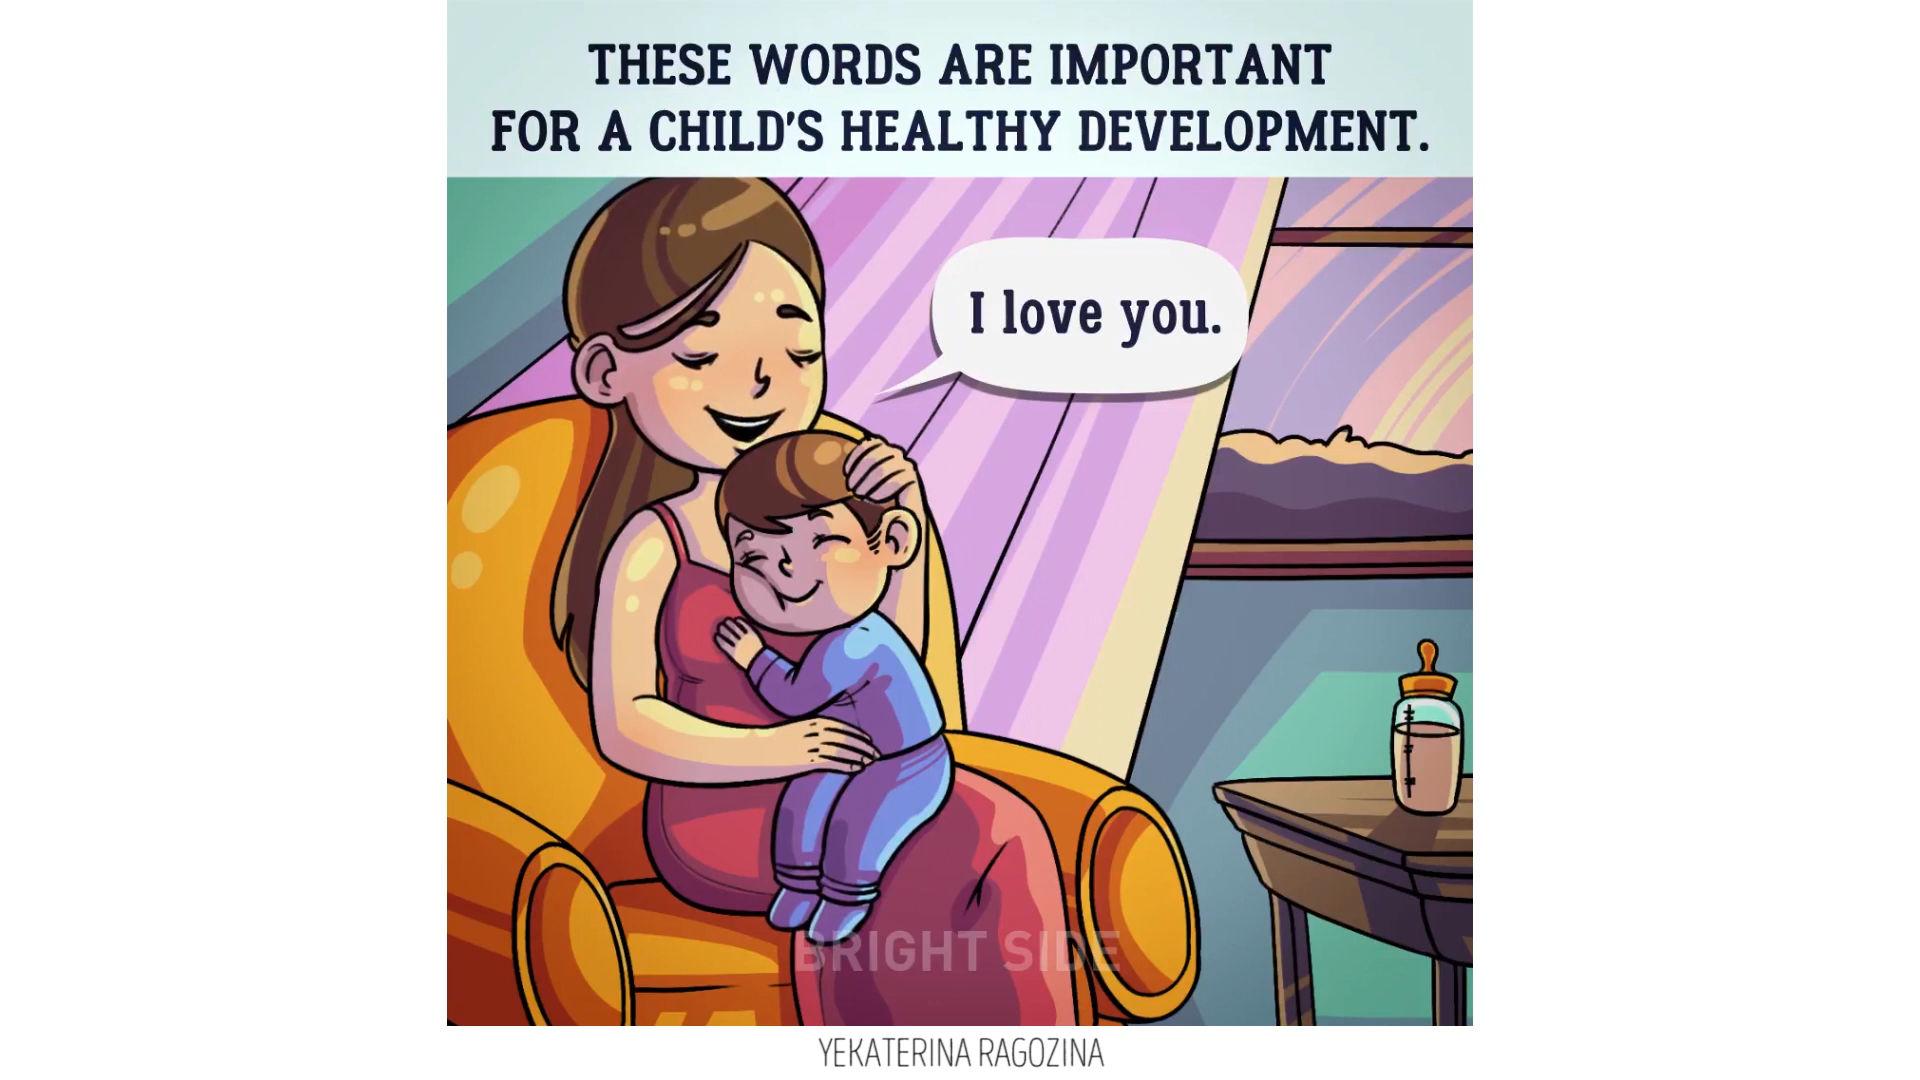 THESE WORDS ARE IMPORTANT
FOR A CHILD'S HEALTHY DEVELOPMENT.
I love you.
BRIGHT SIDE
YEKATERINA RAGOZINA